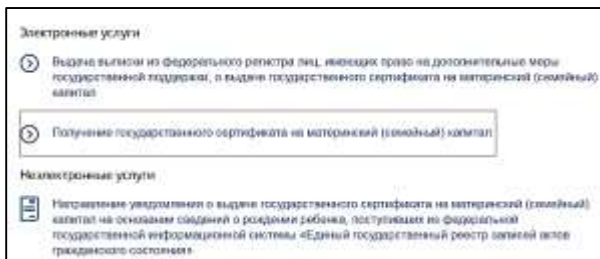 Электронные услуги
Выдача выписки из федерального регистра лиц, имеющих право на дополнительные меры
государственной поддержки, о выдаче государственного сертификата на материнский (семейный)
капитал
Получение государственного сертификата на материнский (семейный) капитал
Неэлектронные услуги
Направление уведомления о выдаче государственного сертификата на материнский (семейный)
капитал на основании сведений о рождении ребенка, поступивших из федеральной
государственной информационной системы «Единый государственный реестр записей актов
гражданского состояния»